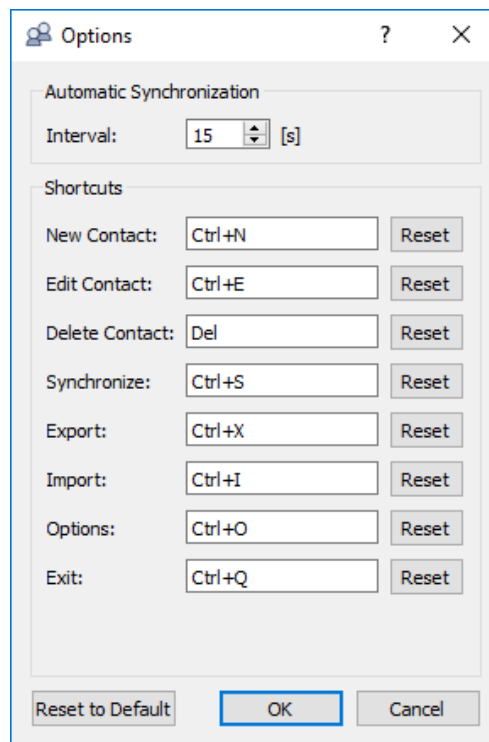 Options ?
Automatic Synchronization
Interval: 15 [s]
Shortcuts
New Contact: Ctrl+N Reset
Edit Contact: Ctrl+E Reset
Delete Contact: Del Reset
Synchronize: Ctrl+S Reset
Export: Ctrl+X Reset
Import: Ctrl+I Reset
Options: Ctrl+O Reset
Exit: Ctrl+Q Reset
Reset to Default OK Cancel